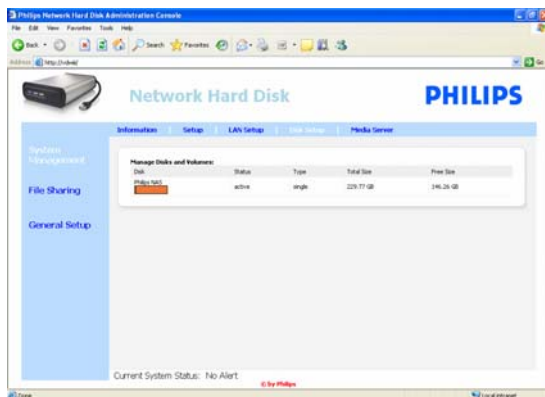 Philips Network Hard Disk Administration Console
File Edit View Favorites Tools Help
Back Search Favorites
Address http://hdwk/ Go
Network Hard Disk PHILIPS
Information | Setup | LAN Setup | Disk Setup | Media Server
System Management
File Sharing
General Setup
Manage Disks and Volumes:
Disk Status Type Total Size Free Size
Philips NAS active single 229.77 GB 146.26 GB
Current System Status: No Alert
© by Philips
Done Local intranet